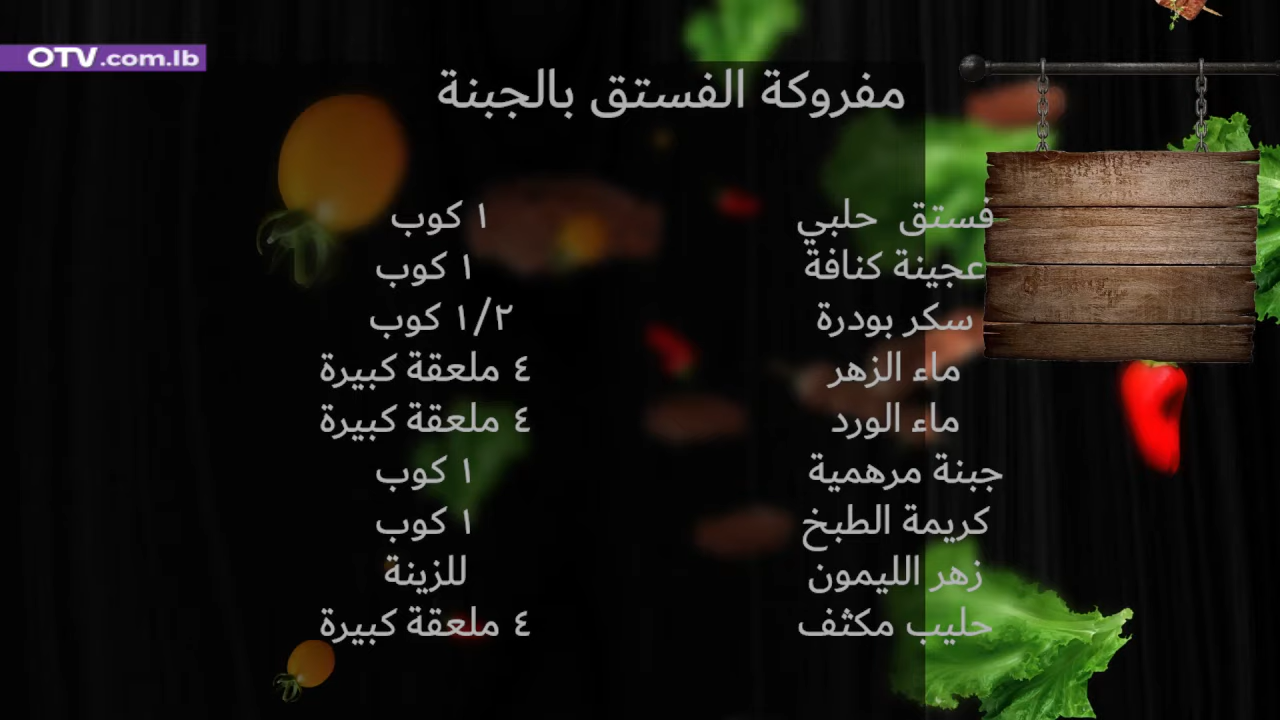 OTV.com.lb
مفروكة الفستق بالجبنة
فستق حلبي ١ كوب
عجينة كنافة ١ كوب
سكر بودرة ١/٢ كوب
ماء الزهر ٤ ملعقة كبيرة
ماء الورد ٤ ملعقة كبيرة
جبنة مرهمية ١ كوب
كريمة الطبخ ١ كوب
زهر الليمون للزينة
حليب مكثف ٤ ملعقة كبيرة